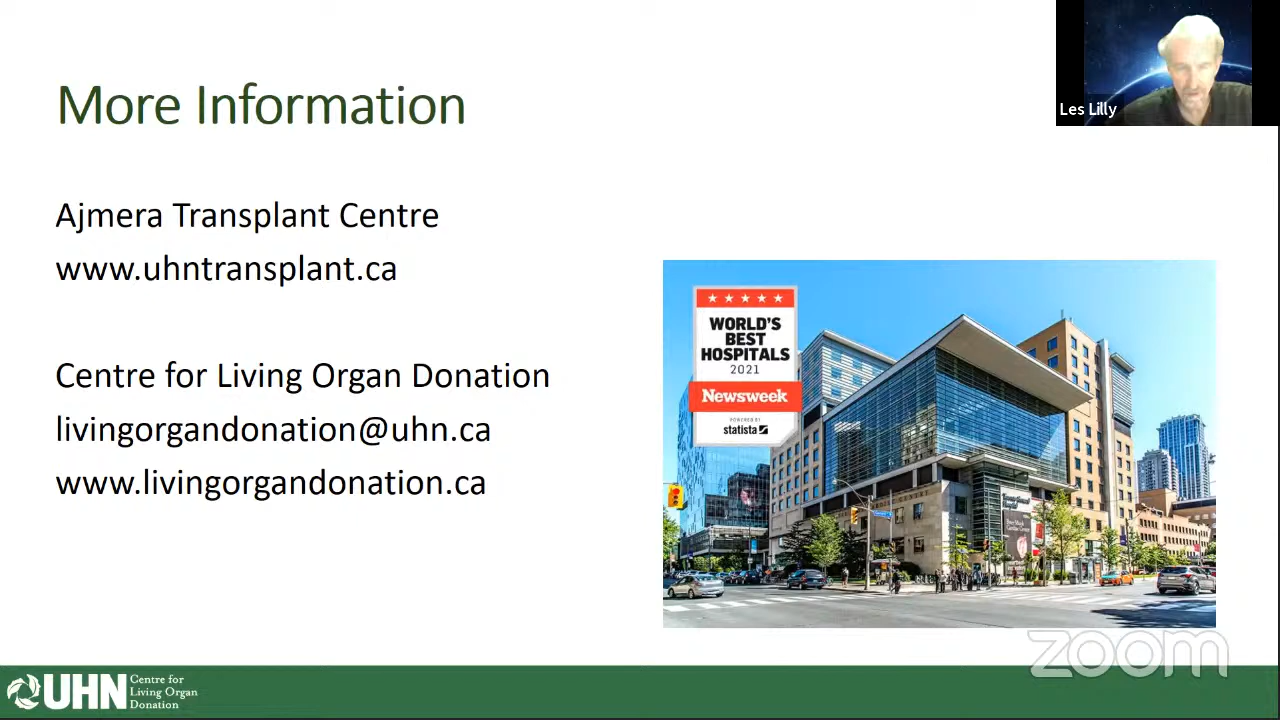 More Information
Les Lilly
Ajmera Transplant Centre
www.uhntransplant.ca
Centre for Living Organ Donation
livingorgandonation@uhn.ca
www.livingorgandonation.ca
WORLD'S
BEST
HOSPITALS
2021
Newsweek
POWERED BY
statista
zoom
UHN
Centre for
Living Organ
Donation